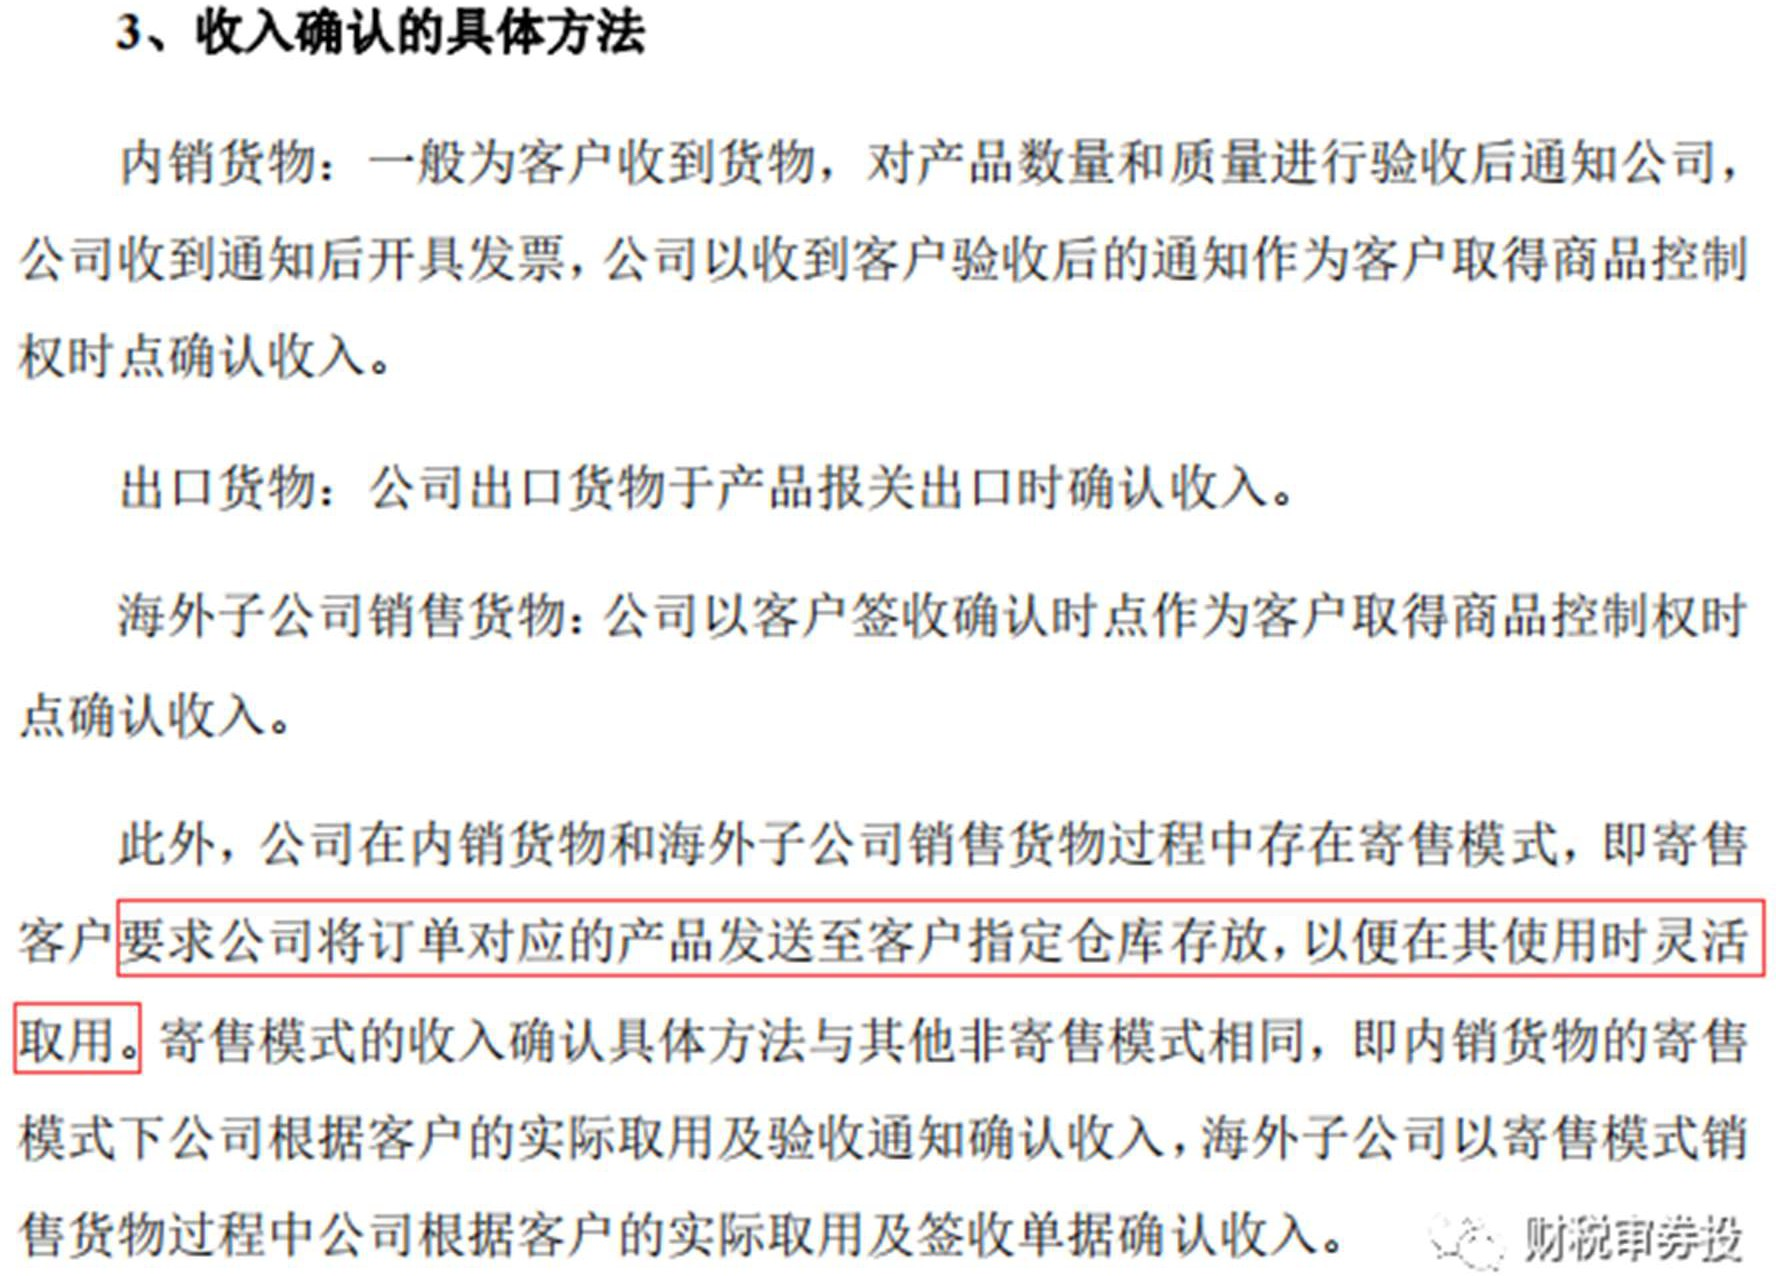 3、收入确认的具体方法
内销货物：一般为客户收到货物，对产品数量和质量进行验收后通知公司，
公司收到通知后开具发票，公司以收到客户验收后的通知作为客户取得商品控制
权时点确认收入。
出口货物：公司出口货物于产品报关出口时确认收入。
海外子公司销售货物：公司以客户签收确认时点作为客户取得商品控制权时
点确认收入。
此外，公司在内销货物和海外子公司销售货物过程中存在寄售模式，即寄售
客户要求公司将订单对应的产品发送至客户指定仓库存放，以便在其使用时灵活
取用。寄售模式的收入确认具体方法与其他非寄售模式相同，即内销货物的寄售
模式下公司根据客户的实际取用及验收通知确认收入，海外子公司以寄售模式销
售货物过程中公司根据客户的实际取用及签收单据确认收入。
财税审券投